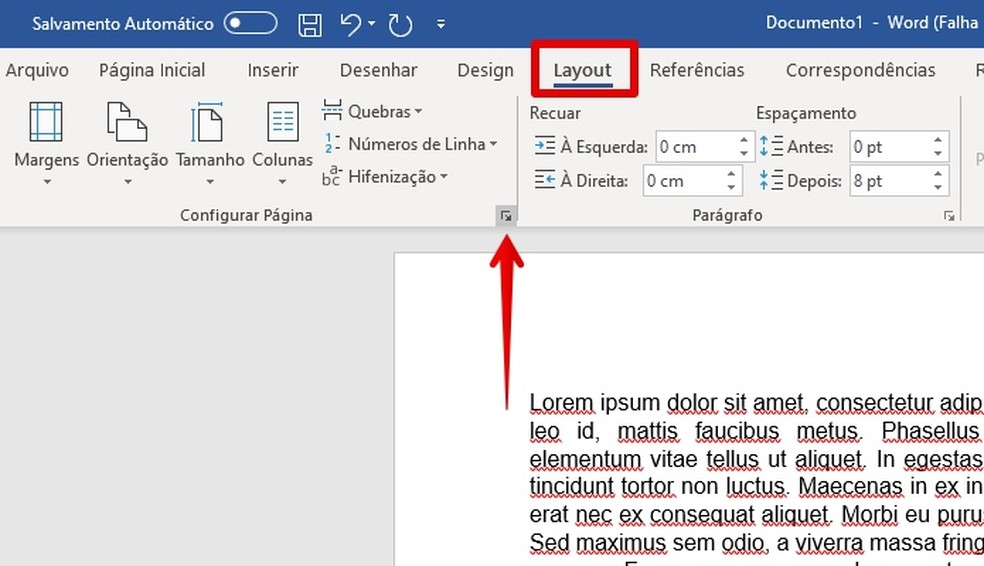 Salvamento Automático Documento1 - Word (Falha
Arquivo Página Inicial Inserir Desenhar Design Layout Referências Correspondências R
Margens Orientação Tamanho Colunas
Quebras
Números de Linha
Hifenização
Configurar Página
Recuar Espaçamento
À Esquerda: 0 cm Antes: 0 pt
À Direita: 0 cm Depois: 8 pt
Parágrafo
Lorem ipsum dolor sit amet, consectetur adip
leo id, mattis faucibus metus. Phasellus
elementum vitae tellus ut aliquet. In egestas
tincidunt tortor non luctus. Maecenas in ex in
erat nec ex consequat aliquet. Morbi eu puru
Sed maximus sem odio, a viverra massa fring